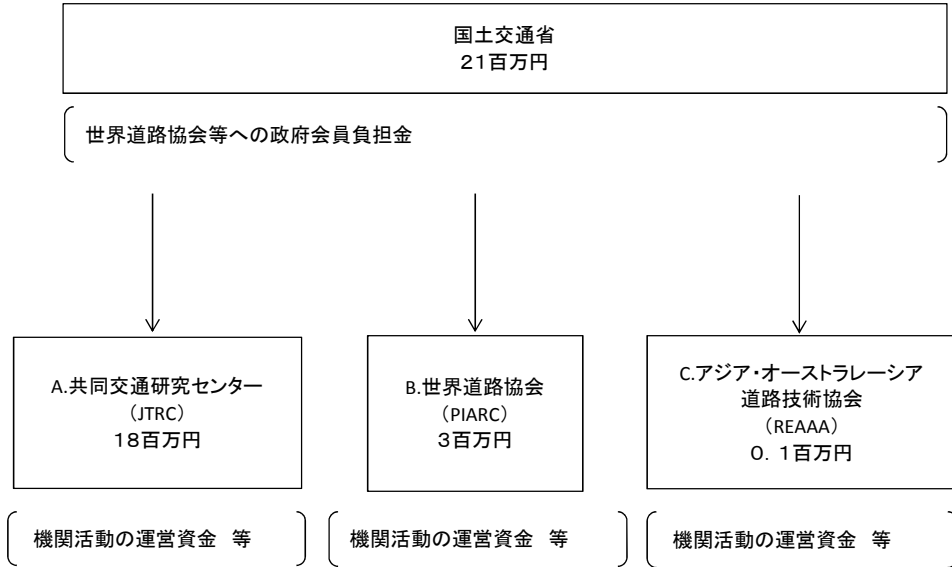 国土交通省
２１百万円
世界道路協会等への政府会員負担金
A.共同交通研究センター
（JTRC）
１８百万円
B.世界道路協会
（PIARC）
３百万円
C.アジア・オーストラレーシア
道路技術協会
（REAAA）
０．１百万円
機関活動の運営資金　等
機関活動の運営資金　等
機関活動の運営資金　等